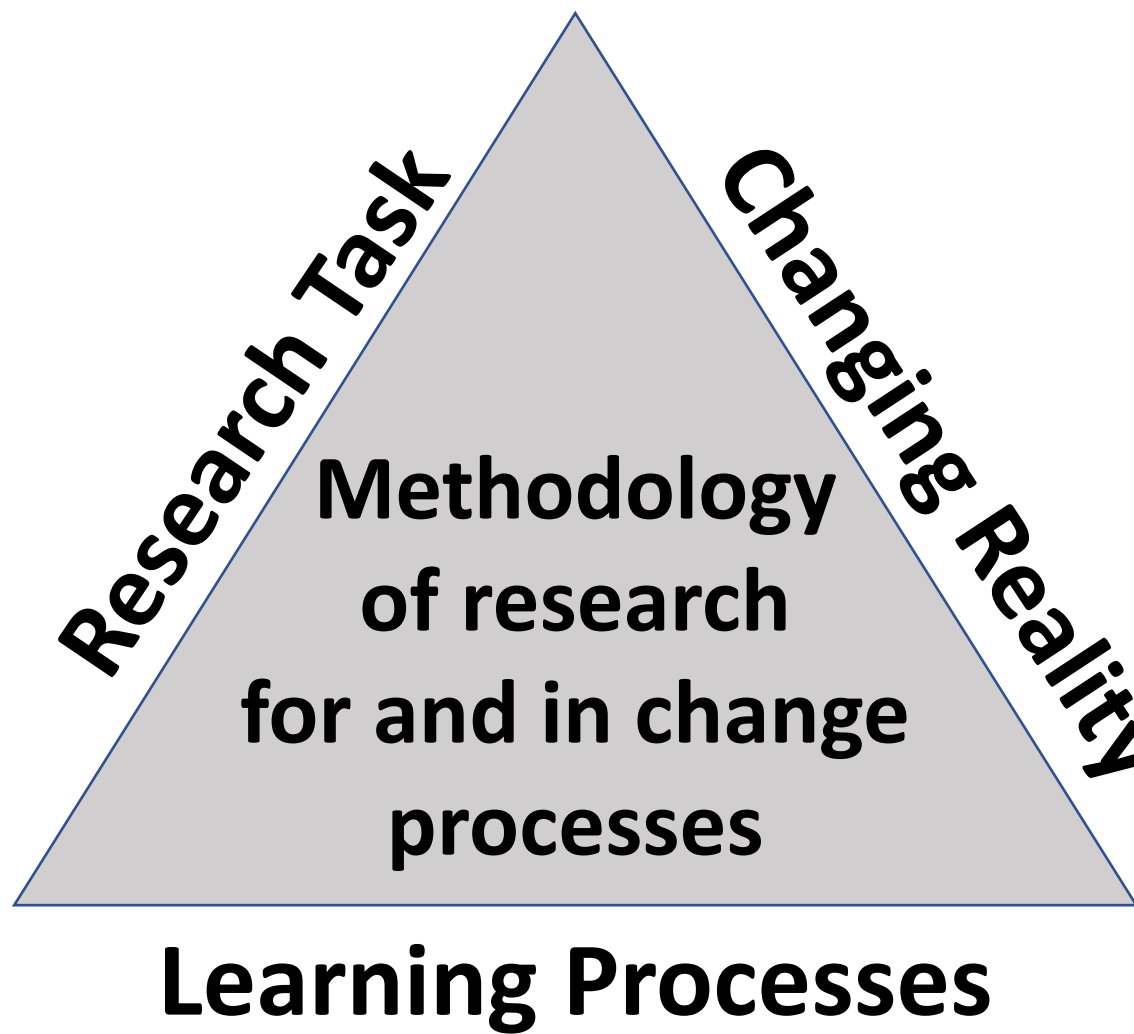 Research Task
Changing Reality
Methodology
of research
for and in change
processes
Learning Processes